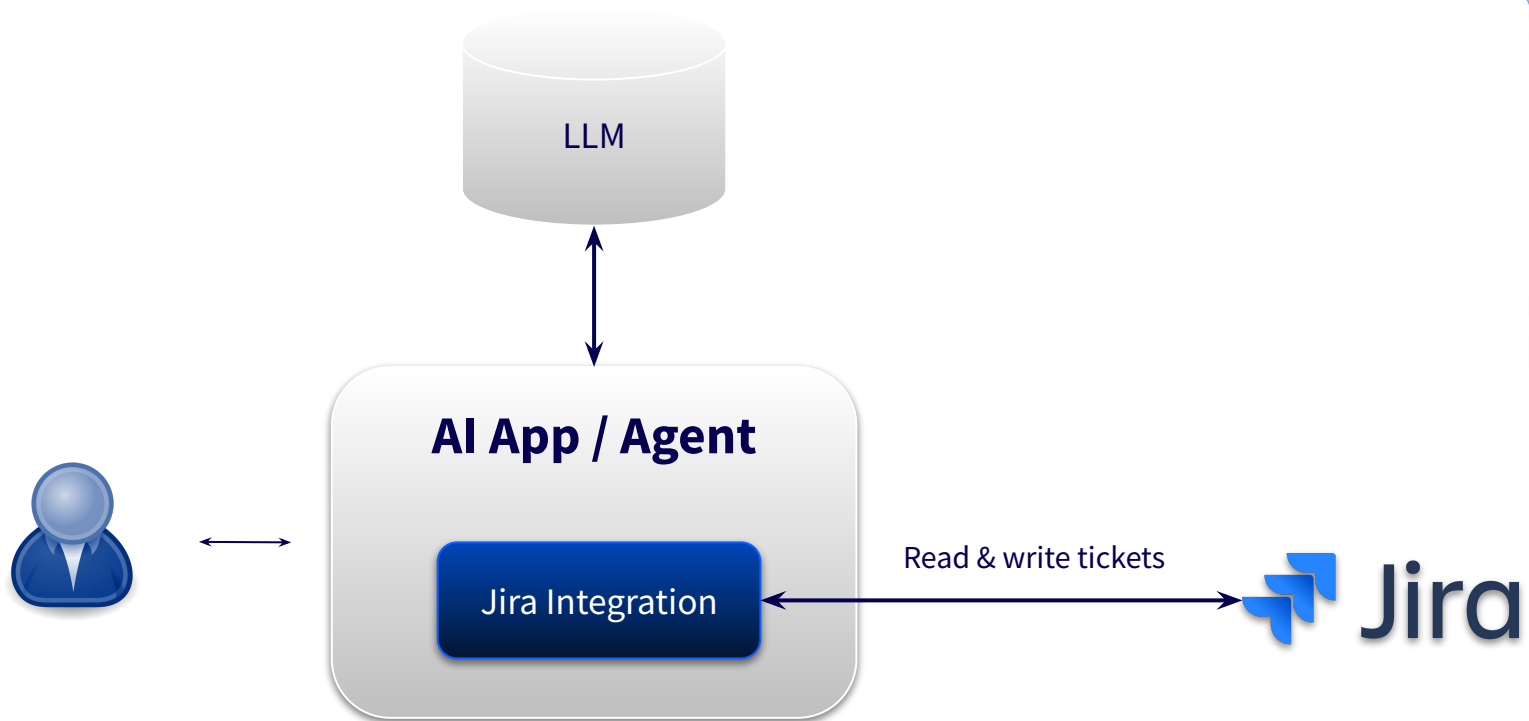 LLM
AI App / Agent
Jira Integration
Read & write tickets
Jira